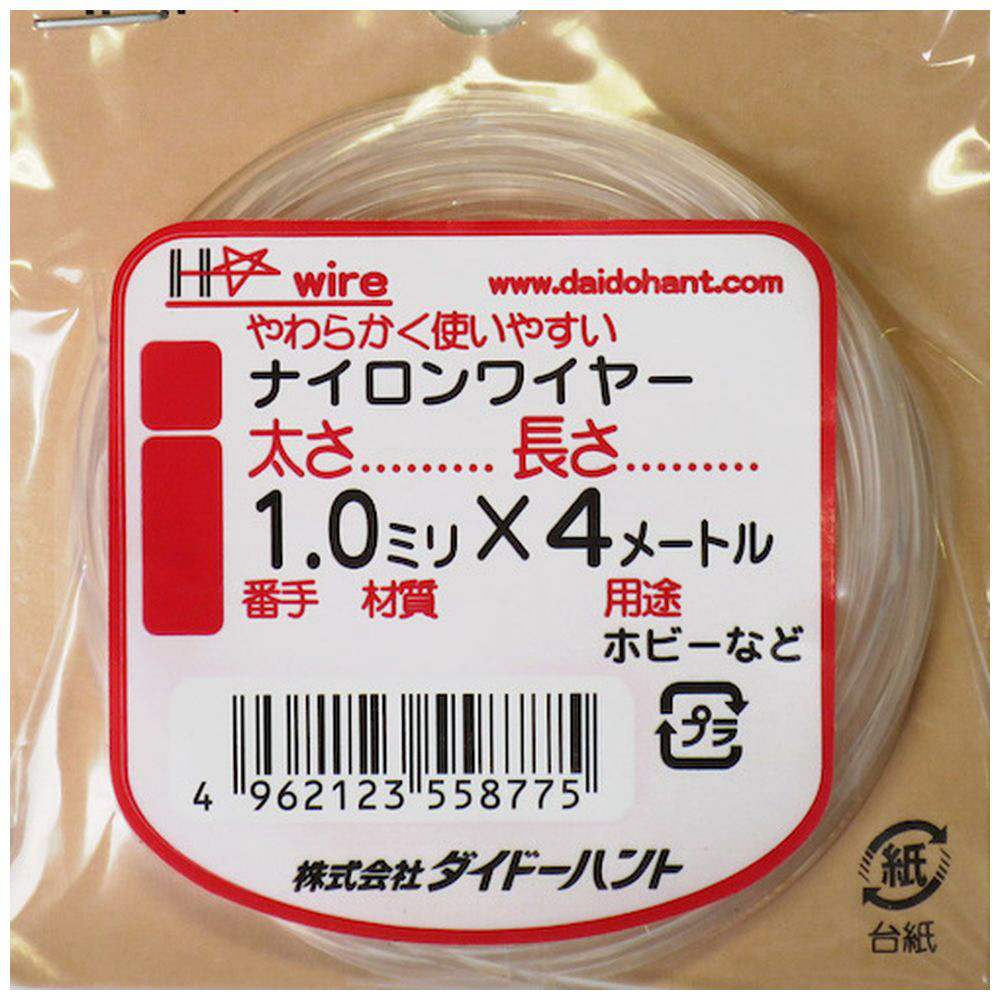 H☆ wire
www.daidohant.com
やわらかく使いやすい
ナイロンワイヤー
太さ......... 長さ.........
1.0ミリ×4メートル
番手 材質 用途
ホビーなど
プラ
4 962123 558775
株式会社 ダイドーハント
紙
台紙